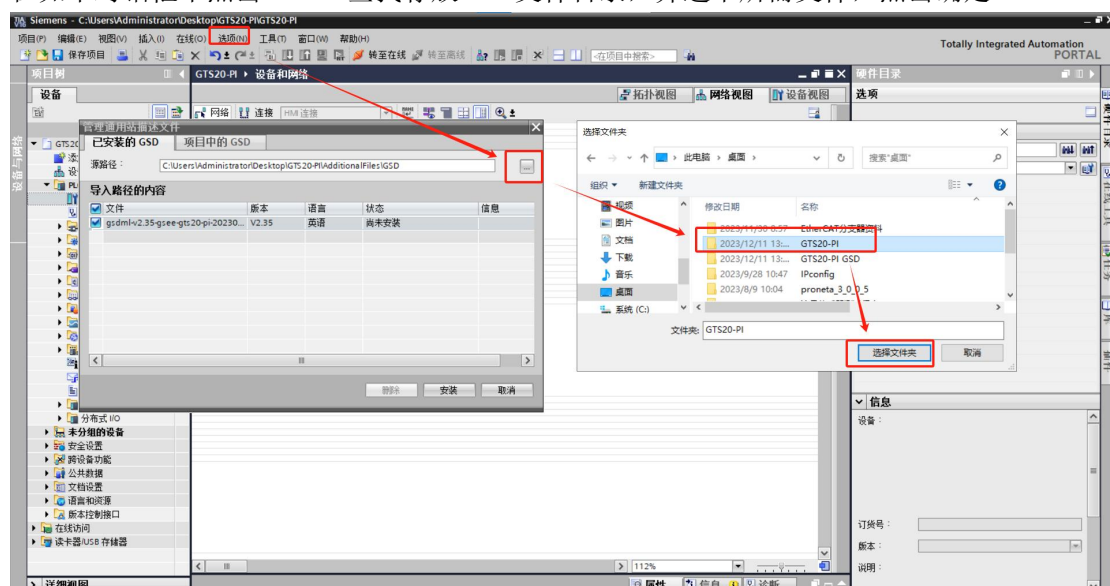 Siemens - C:\Users\Administrator\Desktop\GTS20-PI\GTS20-PI
项目(P) 编辑(E) 视图(V) 插入(I) 在线(O) 选项(N) 工具(T) 窗口(W) 帮助(H)
Totally Integrated Automation
PORTAL
保存项目 转至在线 转至离线 <在项目中搜索>
项目树
GTS20-PI ▸ 设备和网络
硬件目录
设备
拓扑视图 网络视图 设备视图
选项
网络 连接 HMI 连接
管理通用站描述文件
已安装的 GSD 项目中的 GSD
源路径: C:\Users\Administrator\Desktop\GTS20-PI\AdditionalFiles\GSD
导入路径的内容
文件 版本 语言 状态 信息
gsdml-v2.35-gsee-gts20-pi-20230... V2.35 英语 尚未安装
删除 安装 取消
选择文件夹
此电脑 › 桌面 ›
搜索"桌面"
组织 新建文件夹
修改日期 名称
视频
图片
文档
下载
音乐
桌面
系统 (C:)
2023/12/11 13:... GTS20-PI
2023/12/11 13:... GTS20-PI GSD
2023/9/28 10:47 IPconfig
2023/8/9 10:04 proneta_3_0_0_5
文件夹: GTS20-PI
选择文件夹 取消
分布式 I/O
未分组的设备
安全设置
跨设备功能
公共数据
文档设置
语言和资源
版本控制接口
在线访问
读卡器/USB 存储器
详细视图
设备与网络
信息
设备:
订货号:
版本:
说明:
112%
属性 信息 诊断